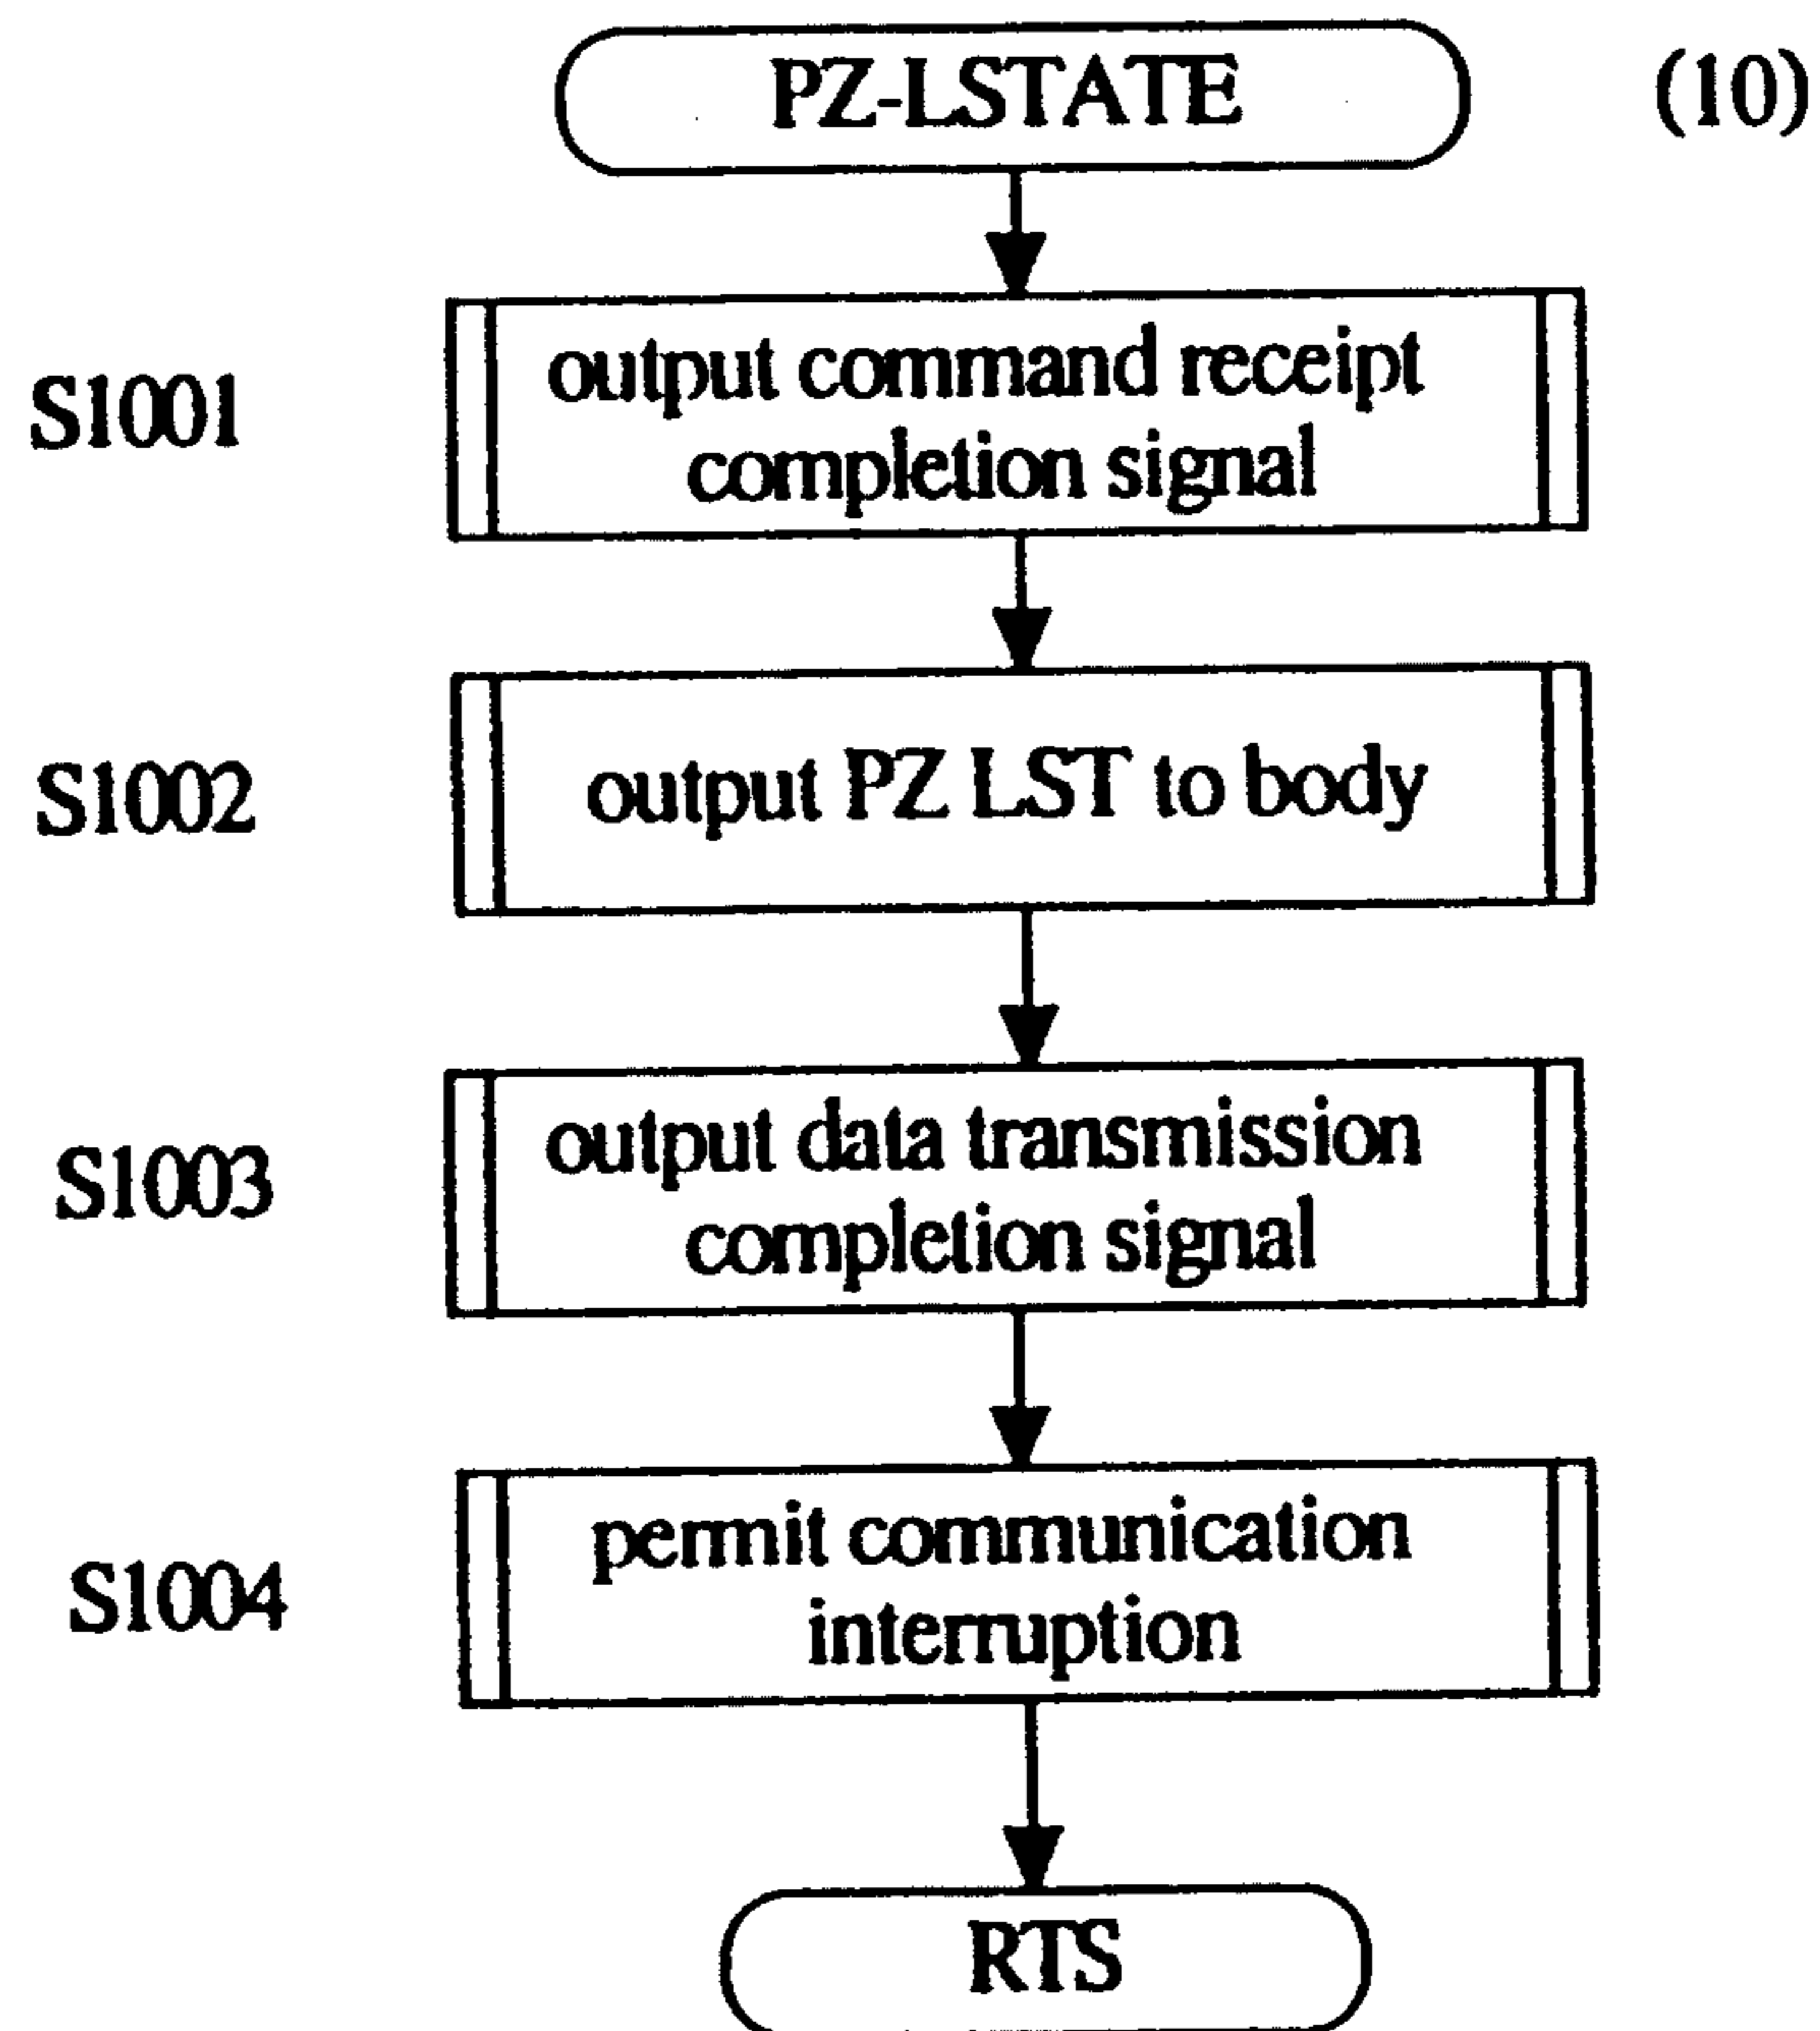 PZ-LSTATE
(10)
S1001
output command receipt
completion signal
S1002
output PZ LST to body
S1003
output data transmission
completion signal
S1004
permit communication
interruption
RTS